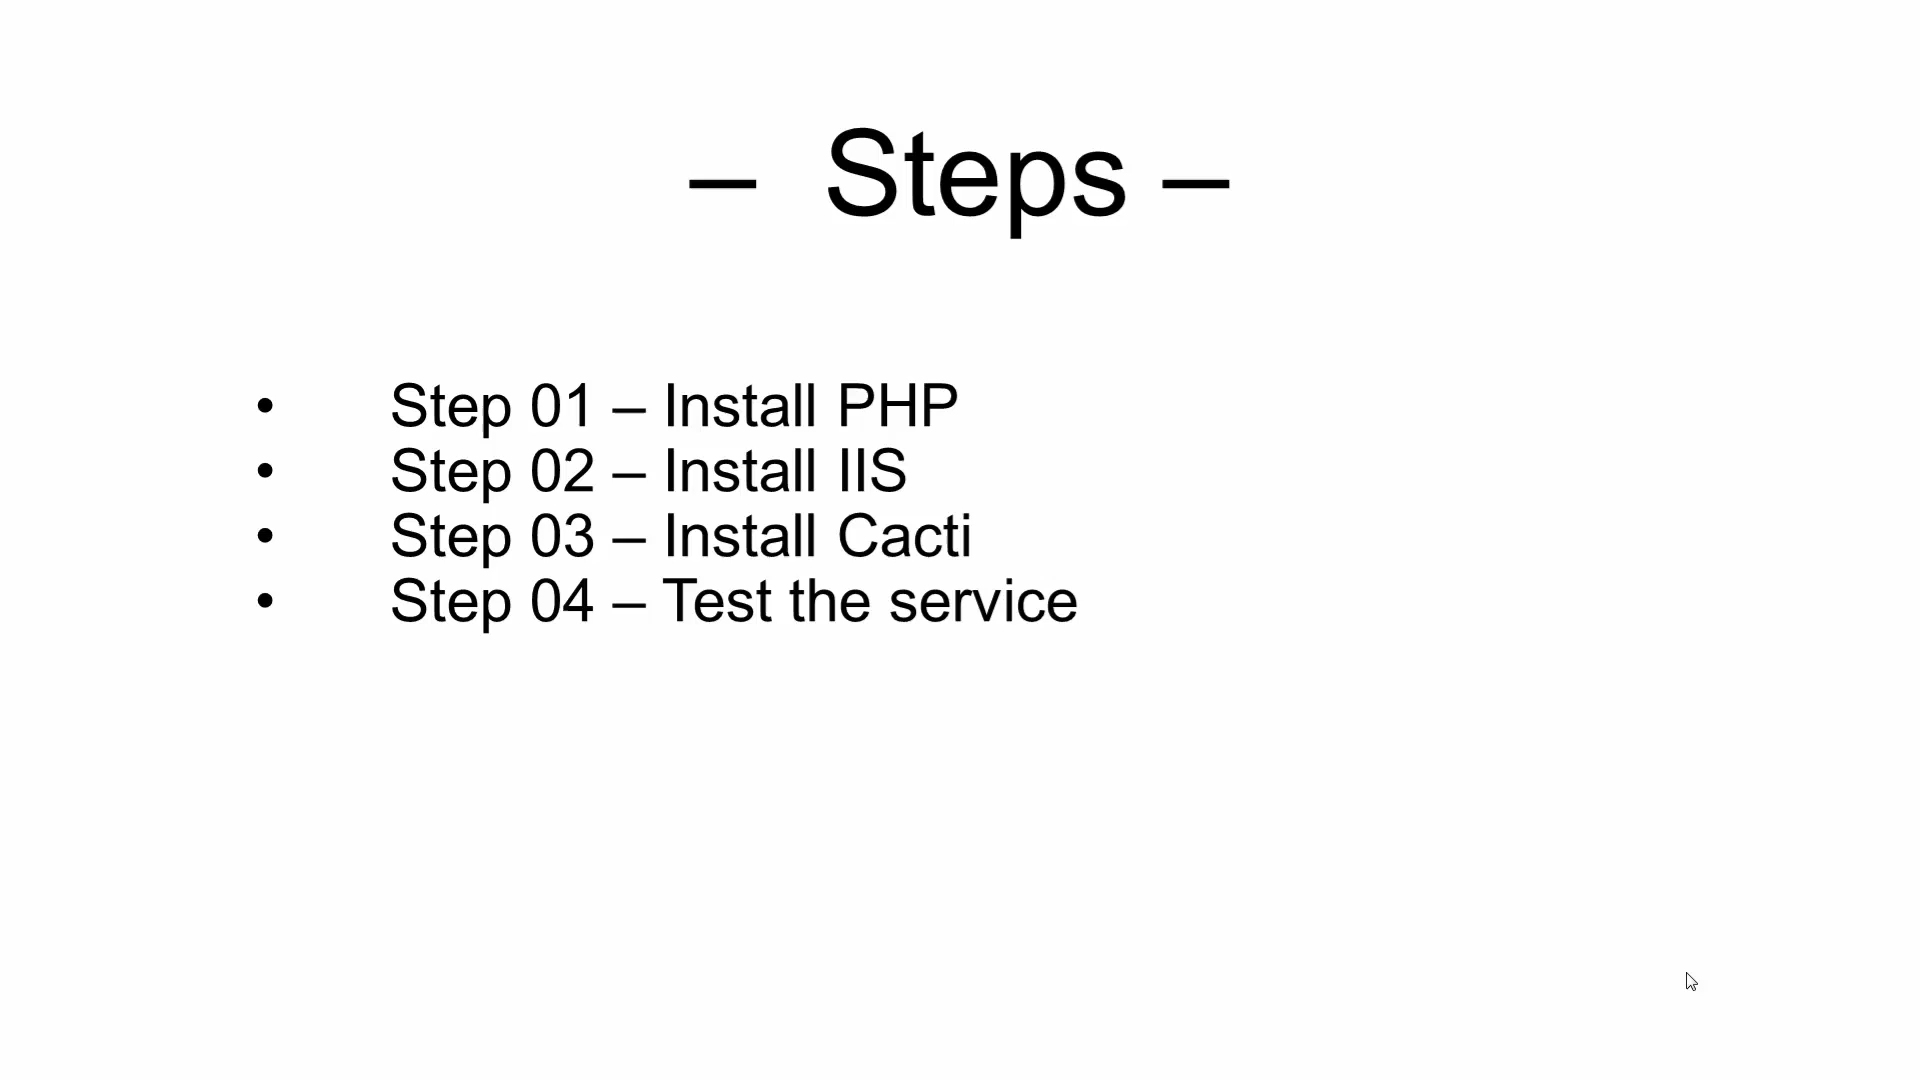 – Steps –
• Step 01 – Install PHP
• Step 02 – Install IIS
• Step 03 – Install Cacti
• Step 04 – Test the service